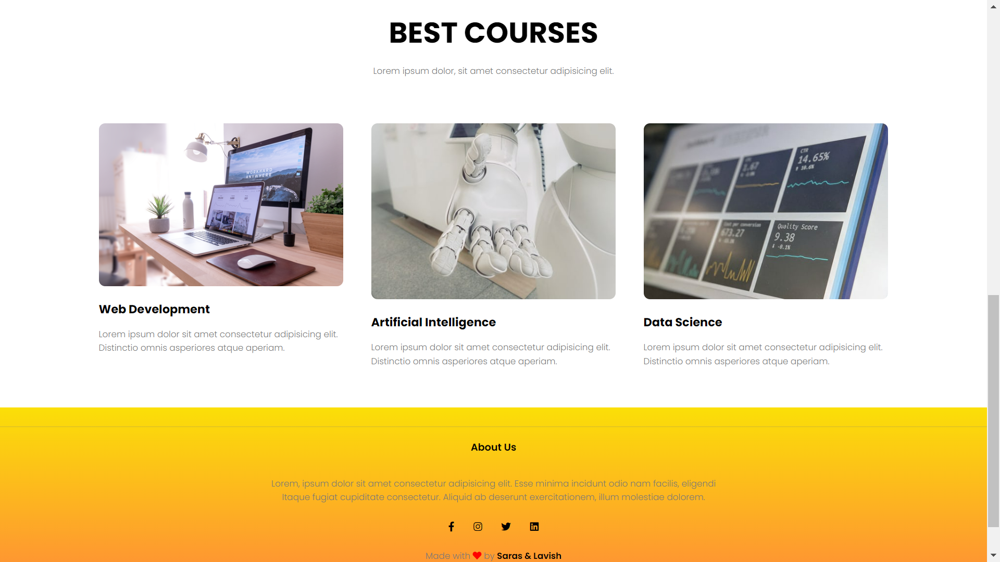 BEST COURSES
Lorem ipsum dolor, sit amet consectetur adipisicing elit.
WORKHARD
ANYWHERE
CTR
14.65%
10.6%
1.67
Cost per conversion
673.27
Quality Score
9.38
-0.1%
Web Development
Lorem ipsum dolor sit amet consectetur adipisicing elit.
Distinctio omnis asperiores atque aperiam.
Artificial Intelligence
Lorem ipsum dolor sit amet consectetur adipisicing elit.
Distinctio omnis asperiores atque aperiam.
Data Science
Lorem ipsum dolor sit amet consectetur adipisicing elit.
Distinctio omnis asperiores atque aperiam.
About Us
Lorem, ipsum dolor sit amet consectetur adipisicing elit. Esse minima incidunt odio nam facilis, eligendi
Itaque fugiat cupiditate consectetur. Aliquid ab deserunt exercitationem, illum molestiae dolorem.
Made with ❤ by Saras & Lavish